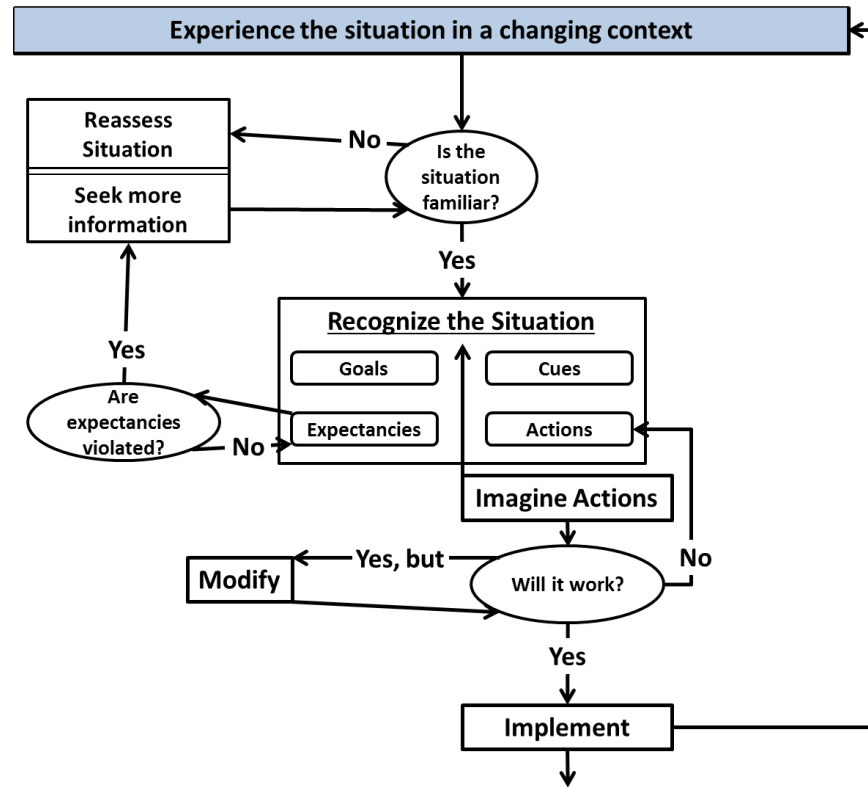 Experience the situation in a changing context
Reassess
Situation
No
Is the
situation
familiar?
Seek more
information
Yes
Recognize the Situation
Goals
Cues
Yes
Are
expectancies
violated?
Expectancies
Actions
No
Imagine Actions
Yes, but
No
Modify
Will it work?
Yes
Implement